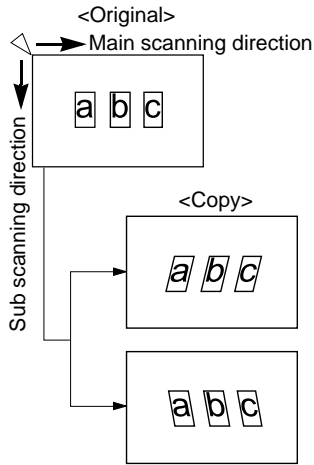 <Original>
Main scanning direction
a b c
Sub scanning direction
<Copy>
a b c
a b c